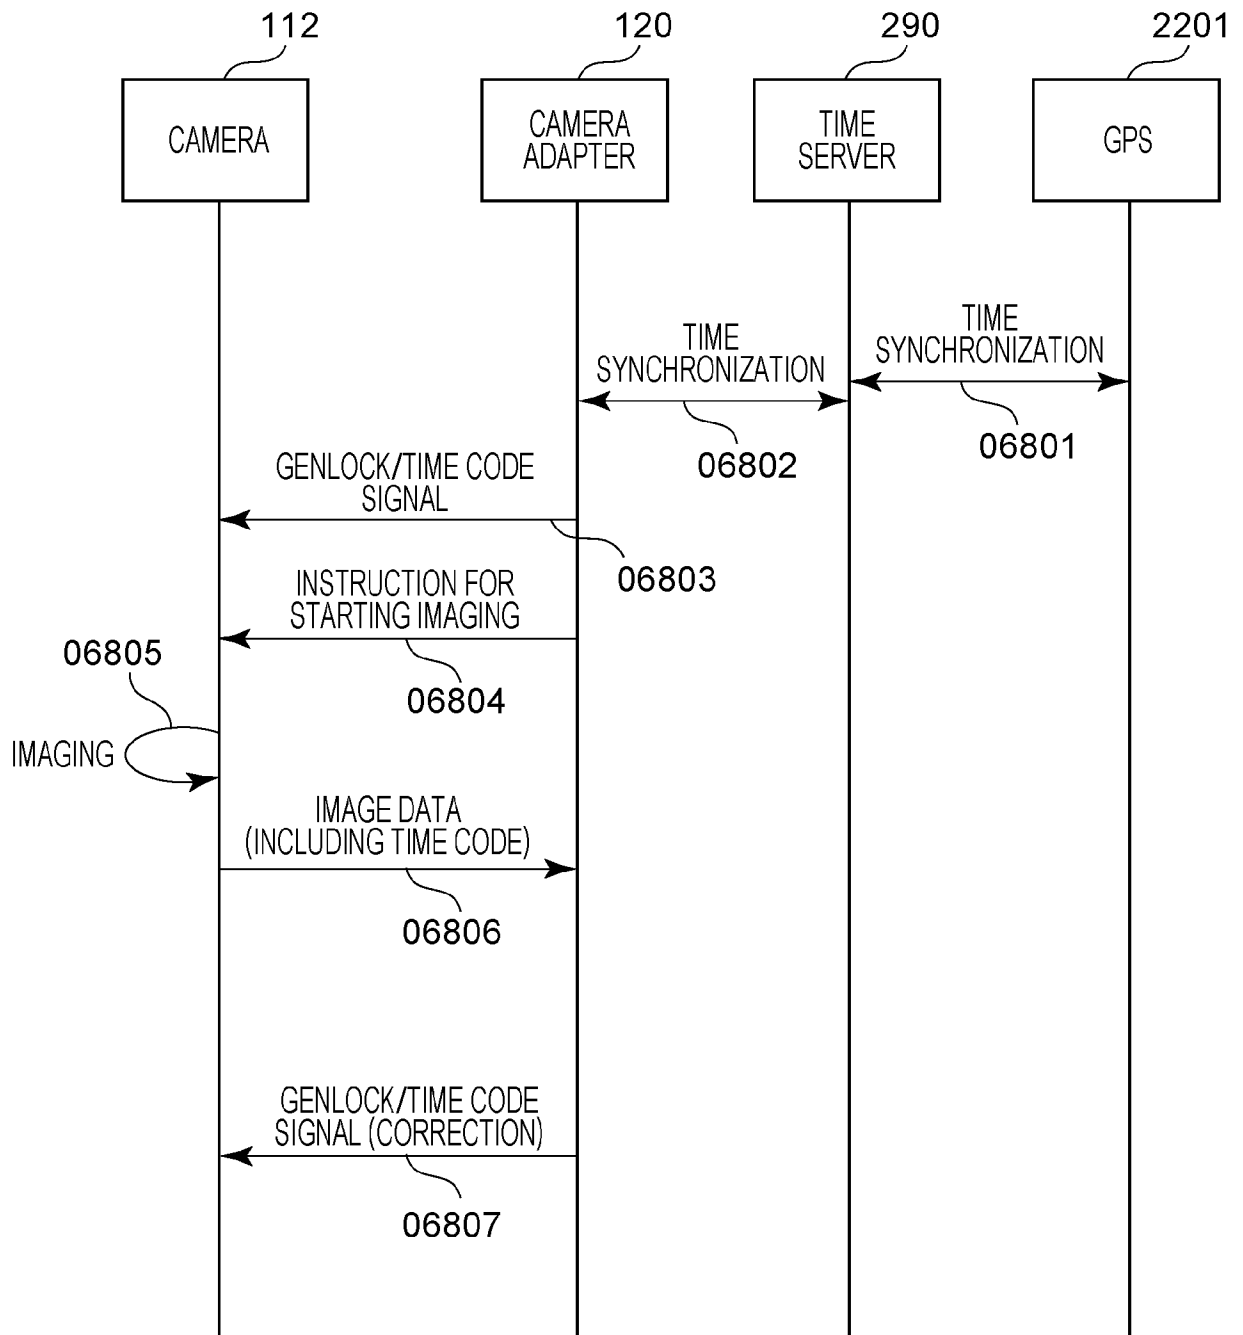 112
120
290
2201
CAMERA
CAMERA
ADAPTER
TIME
SERVER
GPS
TIME
SYNCHRONIZATION
06801
TIME
SYNCHRONIZATION
06802
GENLOCK/TIME CODE
SIGNAL
06803
INSTRUCTION FOR
STARTING IMAGING
06804
06805
IMAGING
IMAGE DATA
(INCLUDING TIME CODE)
06806
GENLOCK/TIME CODE
SIGNAL (CORRECTION)
06807